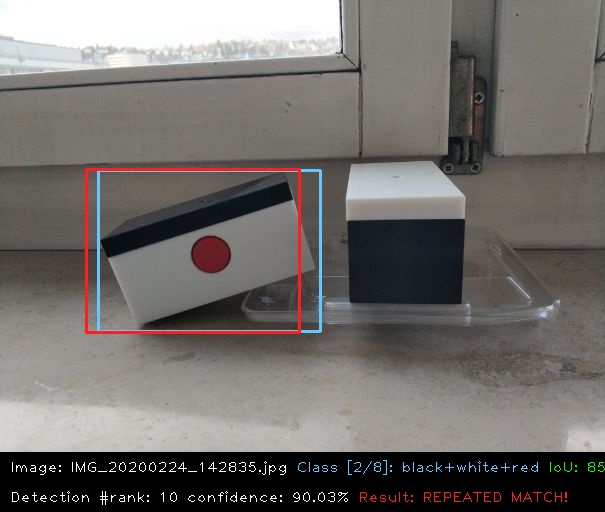 Image: IMG_20200224_142835.jpg Class [2/8]: black+white+red IoU: 85
Detection #rank: 10 confidence: 90.03% Result: REPEATED MATCH!